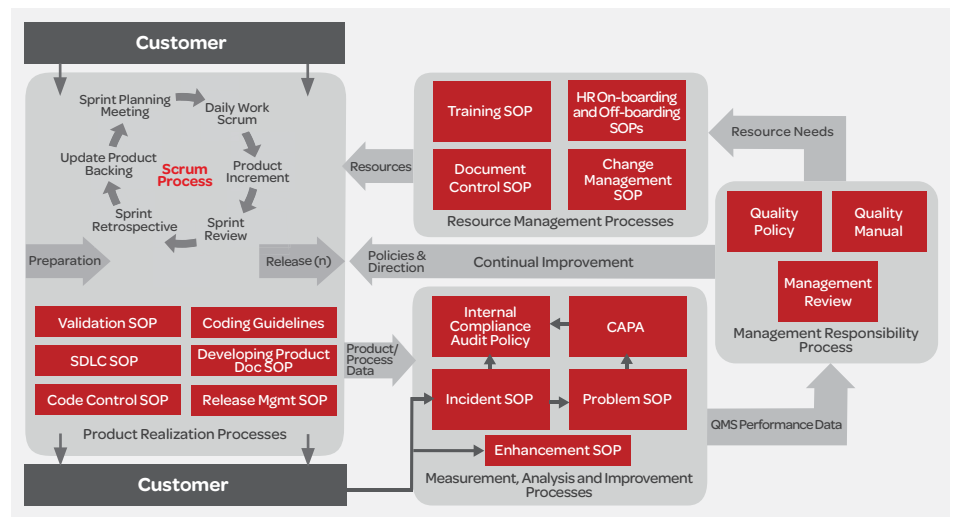 Customer
Sprint Planning
Meeting
Daily Work
Scrum
Update Product
Backing
Scrum
Process
Product
Increment
Sprint
Retrospective
Sprint
Review
Preparation
Release (n)
Validation SOP
Coding Guidelines
SDLC SOP
Developing Product
Doc SOP
Code Control SOP
Release Mgmt SOP
Product Realization Processes
Customer
Resources
Training SOP
HR On-boarding
and Off-boarding
SOPs
Document
Control SOP
Change
Management
SOP
Resource Management Processes
Resource Needs
Policies &
Direction
Continual Improvement
Quality
Policy
Quality
Manual
Management
Review
Management Responsibility
Process
Product/
Process
Data
Internal
Compliance
Audit Policy
CAPA
Incident SOP
Problem SOP
Enhancement SOP
Measurement, Analysis and Improvement
Processes
QMS Performance Data